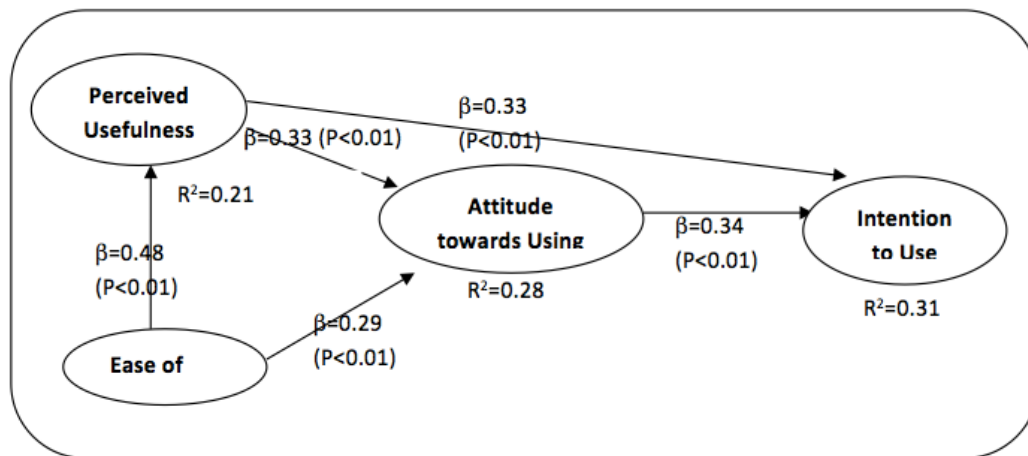 Perceived
Usefulness
β=0.33
(P<0.01)
β=0.33 (P<0.01)
R²=0.21
Attitude
towards Using
β=0.34
(P<0.01)
Intention
to Use
β=0.48
(P<0.01)
R²=0.28
R²=0.31
β=0.29
(P<0.01)
Ease of